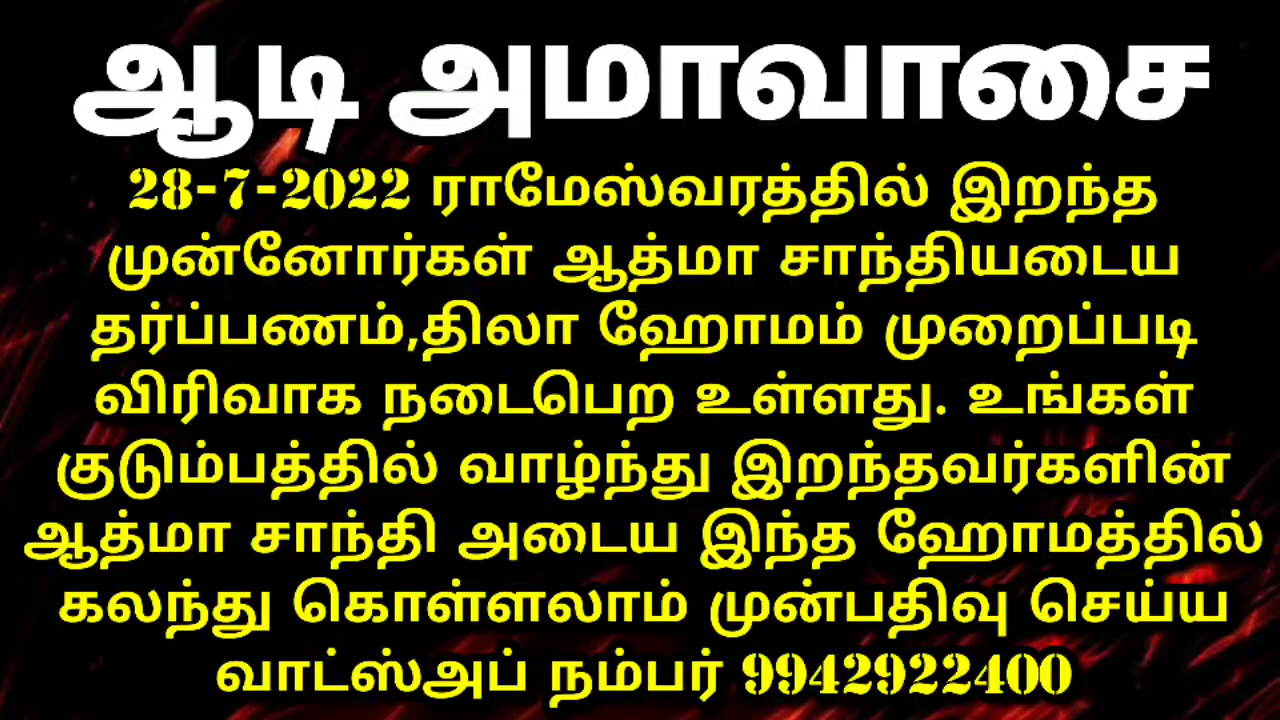 ஆடி அமாவாசை
28-7-2022 ராமேஸ்வரத்தில் இறந்த
முன்னோர்கள் ஆத்மா சாந்தியடைய
தர்ப்பணம்,திலா ஹோமம் முறைப்படி
விரிவாக நடைபெற உள்ளது. உங்கள்
குடும்பத்தில் வாழ்ந்து இறந்தவர்களின்
ஆத்மா சாந்தி அடைய இந்த ஹோமத்தில்
கலந்து கொள்ளலாம் முன்பதிவு செய்ய
வாட்ஸ்அப் நம்பர் 9942922400